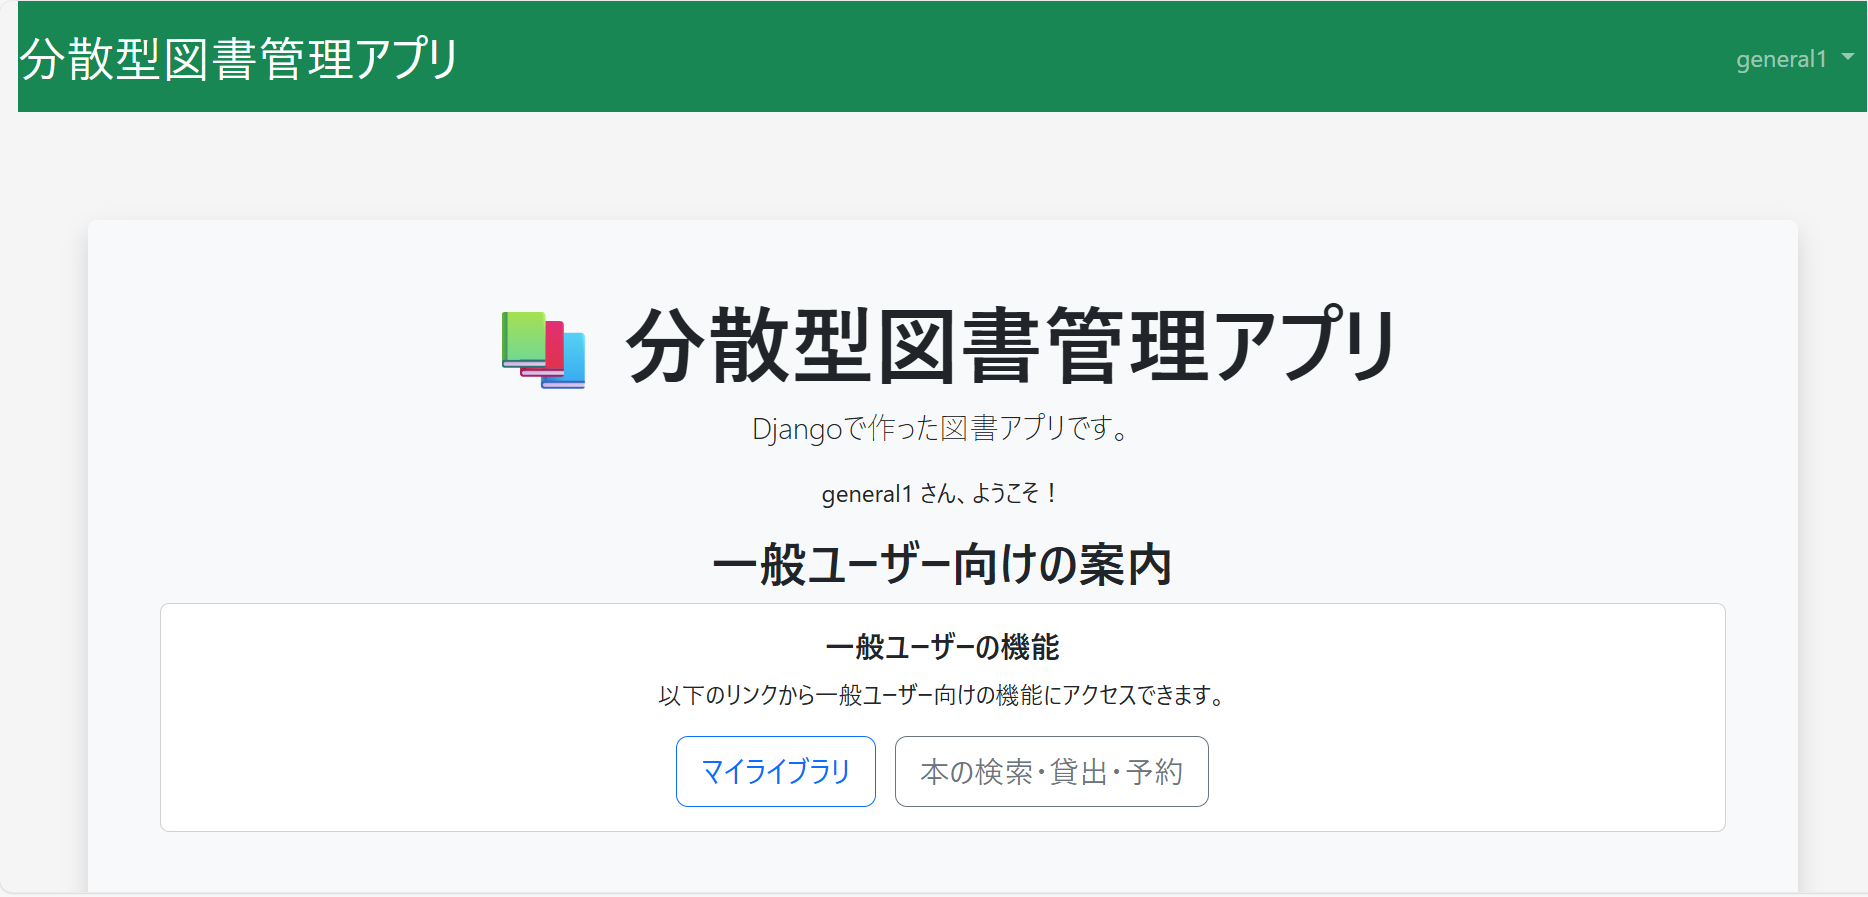 分散型図書管理アプリ
general1
分散型図書管理アプリ
Djangoで作った図書アプリです。
general1 さん、ようこそ！
一般ユーザー向けの案内
一般ユーザーの機能
以下のリンクから一般ユーザー向けの機能にアクセスできます。
マイライブラリ
本の検索・貸出・予約